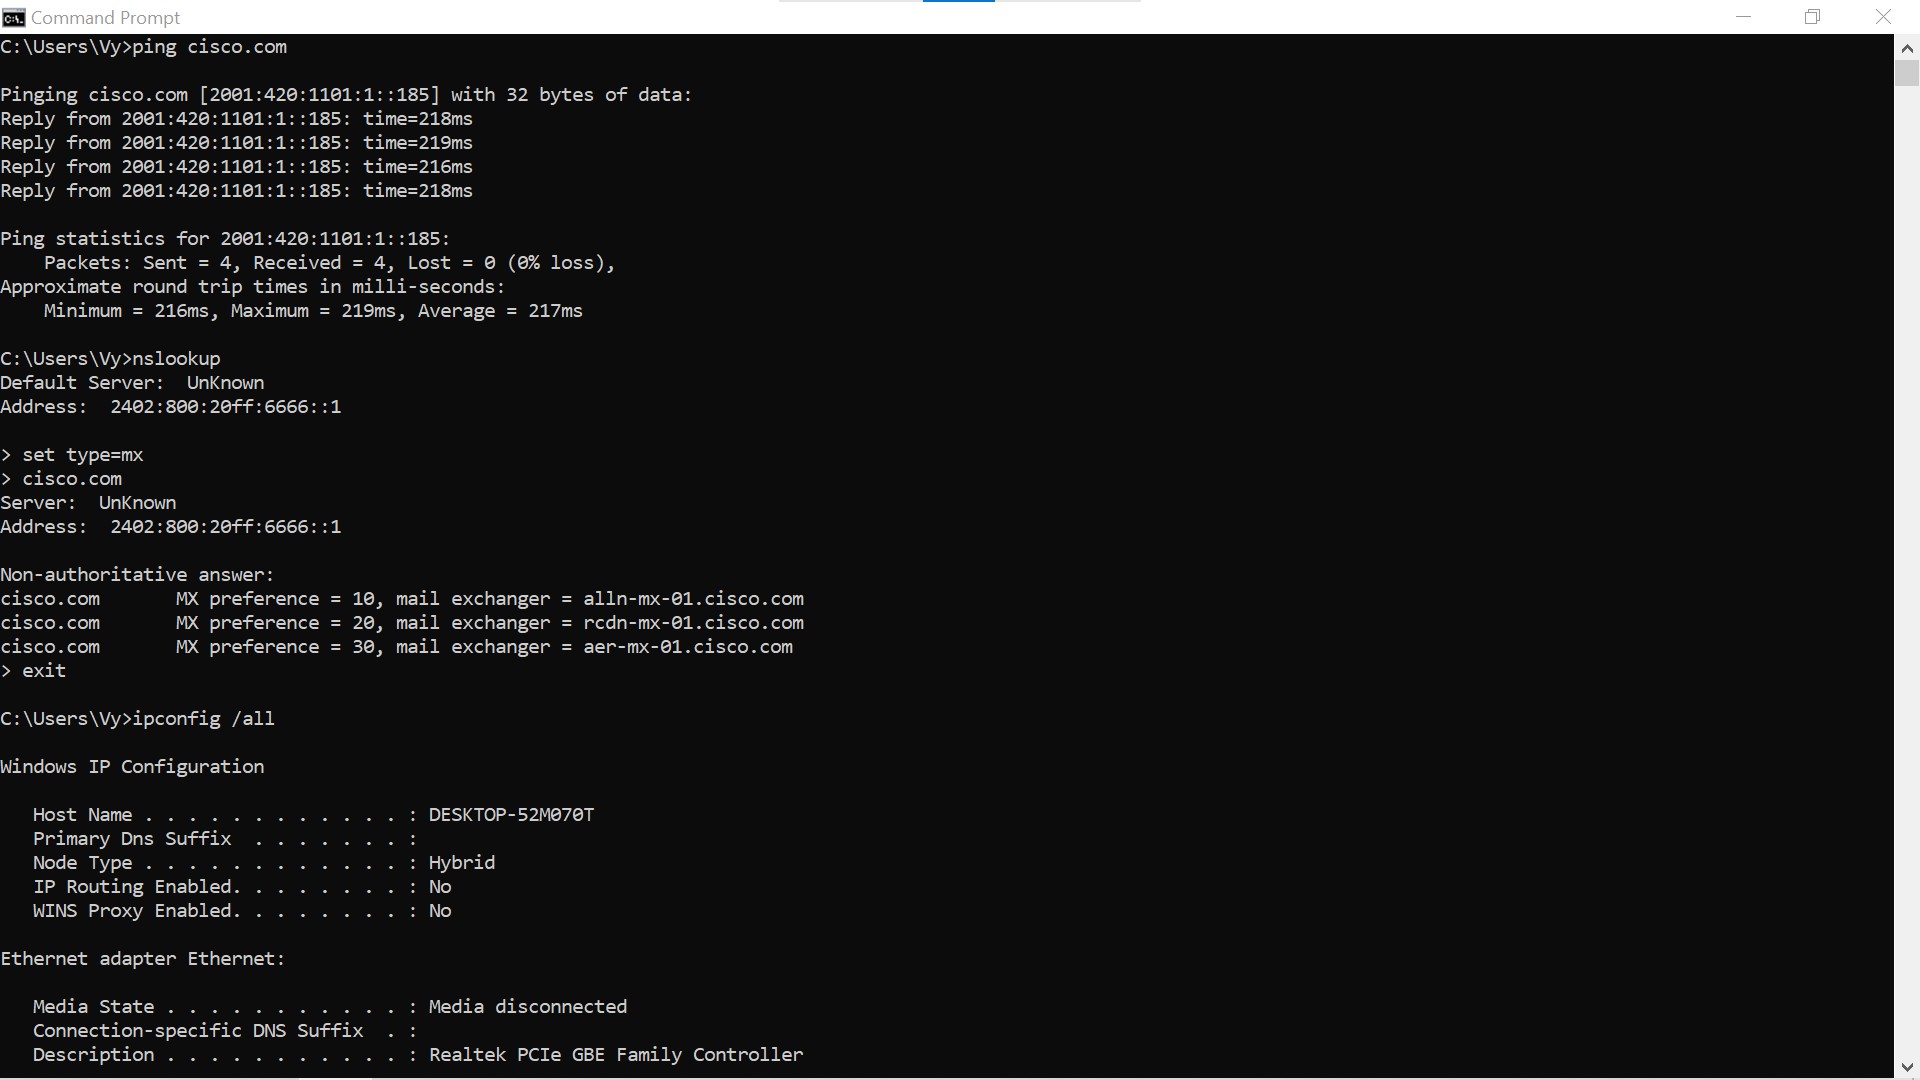 Command Prompt
C:\Users\Vy>ping cisco.com
Pinging cisco.com [2001:420:1101:1::185] with 32 bytes of data:
Reply from 2001:420:1101:1::185: time=218ms
Reply from 2001:420:1101:1::185: time=219ms
Reply from 2001:420:1101:1::185: time=216ms
Reply from 2001:420:1101:1::185: time=218ms
Ping statistics for 2001:420:1101:1::185:
    Packets: Sent = 4, Received = 4, Lost = 0 (0% loss),
Approximate round trip times in milli-seconds:
    Minimum = 216ms, Maximum = 219ms, Average = 217ms
C:\Users\Vy>nslookup
Default Server:  UnKnown
Address:  2402:800:20ff:6666::1
> set type=mx
> cisco.com
Server:  UnKnown
Address:  2402:800:20ff:6666::1
Non-authoritative answer:
cisco.com       MX preference = 10, mail exchanger = alln-mx-01.cisco.com
cisco.com       MX preference = 20, mail exchanger = rcdn-mx-01.cisco.com
cisco.com       MX preference = 30, mail exchanger = aer-mx-01.cisco.com
> exit
C:\Users\Vy>ipconfig /all
Windows IP Configuration
   Host Name . . . . . . . . . . . . : DESKTOP-52M070T
   Primary Dns Suffix  . . . . . . . :
   Node Type . . . . . . . . . . . . : Hybrid
   IP Routing Enabled. . . . . . . . : No
   WINS Proxy Enabled. . . . . . . . : No
Ethernet adapter Ethernet:
   Media State . . . . . . . . . . . : Media disconnected
   Connection-specific DNS Suffix  . :
   Description . . . . . . . . . . . : Realtek PCIe GBE Family Controller